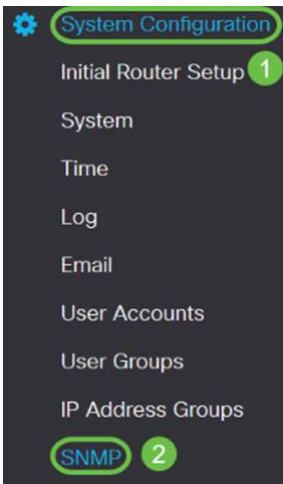 System Configuration
Initial Router Setup 1
System
Time
Log
Email
User Accounts
User Groups
IP Address Groups
SNMP 2